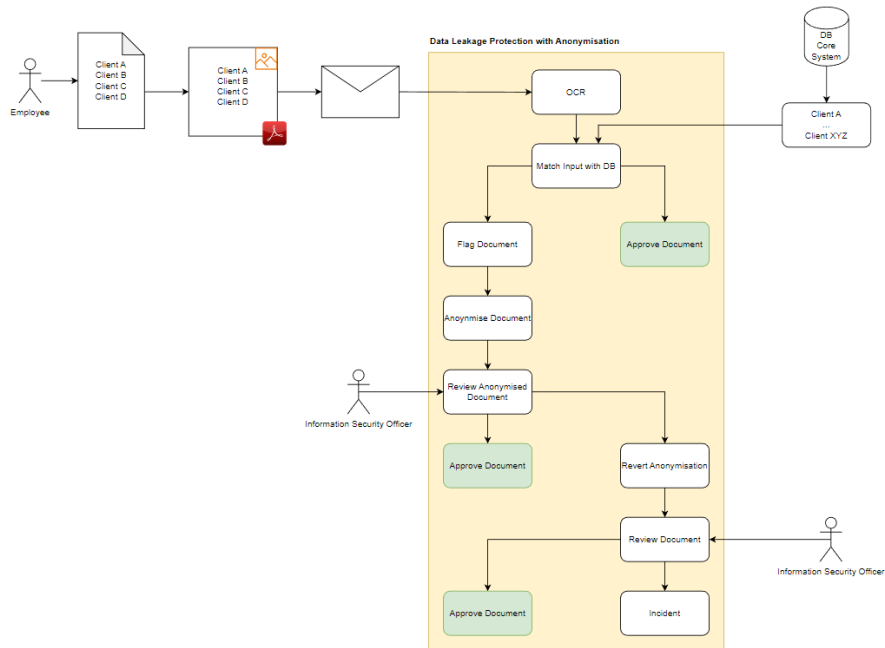 Data Leakage Protection with Anonymisation
DB
Core
System
Client A
Client B
Client C
Client D
Client A
Client B
Client C
Client D
Employee
OCR
Client A
...
Client XYZ
Match Input with DB
Flag Document
Approve Document
Anoynmise Document
Review Anonymised
Document
Information Security Officer
Approve Document
Revert Anonymisation
Review Document
Information Security Officer
Approve Document
Incident